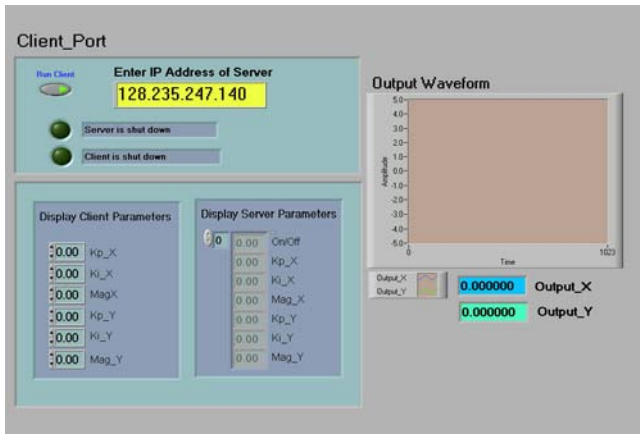 Client_Port
Run Client
Enter IP Address of Server
128.235.247.140
Server is shut down
Client is shut down
Display Client Parameters
0.00 Kp_X
0.00 Ki_X
0.00 MagX
0.00 Kp_Y
0.00 Ki_Y
0.00 Mag_Y
Display Server Parameters
0
0.00 On/Off
0.00 Kp_X
0.00 Ki_X
0.00 Mag_X
0.00 Kp_Y
0.00 Ki_Y
0.00 Mag_Y
Output Waveform
Amplitude
5.0
4.0
3.0
2.0
1.0
0.0
-1.0
-2.0
-3.0
-4.0
-5.0
0
1023
Time
Output_X
Output_Y
0.000000 Output_X
0.000000 Output_Y